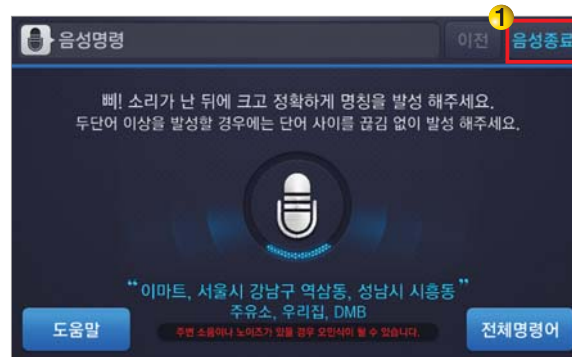 1
음성명령
이전
음성종료
삐! 소리가 난 뒤에 크고 정확하게 명칭을 발성 해주세요.
두단어 이상을 발성할 경우에는 단어 사이를 끊김 없이 발성 해주세요.
“이마트, 서울시 강남구 역삼동, 성남시 시흥동”
주유소, 우리집, DMB
주변 소음이나 노이즈가 있을 경우 오인식이 될 수 있습니다.
도움말
전체명령어